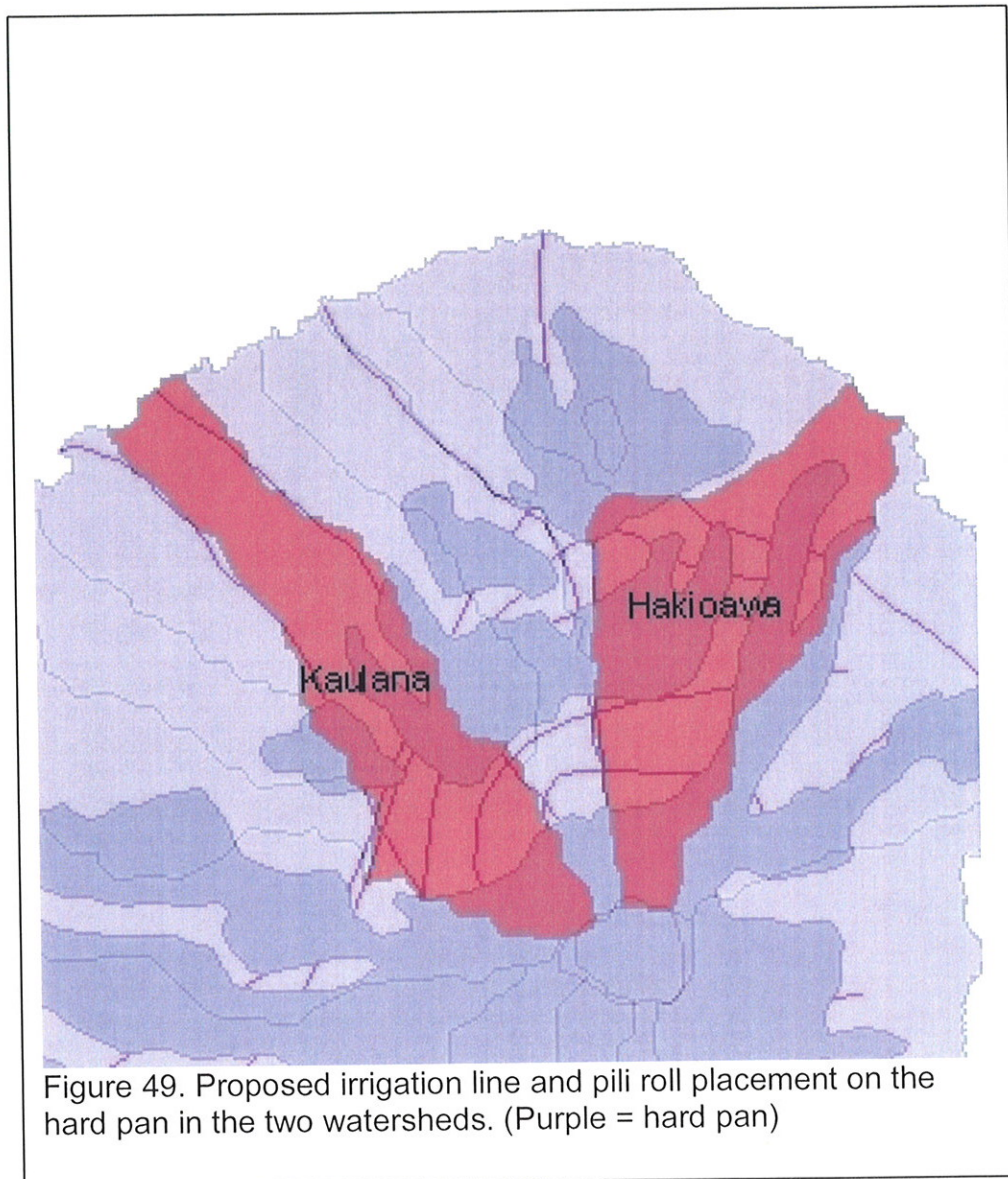 Hakioawa
Kaulana
Figure 49. Proposed irrigation line and pili roll placement on the
hard pan in the two watersheds. (Purple = hard pan)